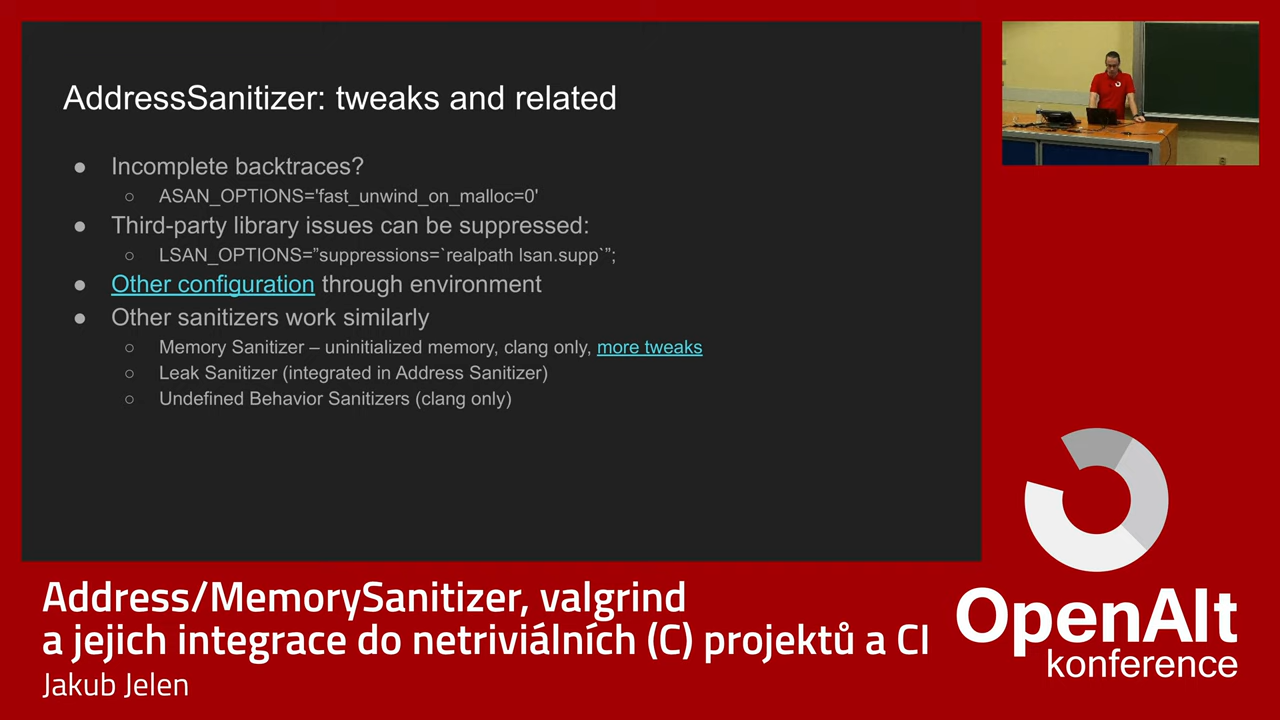 AddressSanitizer: tweaks and related
● Incomplete backtraces?
○ ASAN_OPTIONS='fast_unwind_on_malloc=0'
● Third-party library issues can be suppressed:
○ LSAN_OPTIONS=”suppressions=`realpath lsan.supp`”;
● Other configuration through environment
● Other sanitizers work similarly
○ Memory Sanitizer – uninitialized memory, clang only, more tweaks
○ Leak Sanitizer (integrated in Address Sanitizer)
○ Undefined Behavior Sanitizers (clang only)
Address/MemorySanitizer, valgrind
a jejich integrace do netriviálních (C) projektů a CI
Jakub Jelen
OpenAlt
konference